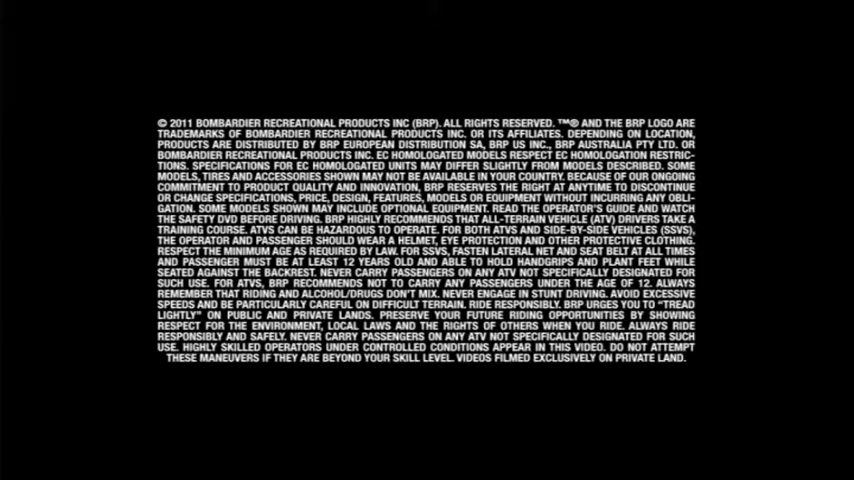 © 2011 BOMBARDIER RECREATIONAL PRODUCTS INC (BRP). ALL RIGHTS RESERVED. ™® AND THE BRP LOGO ARE
TRADEMARKS OF BOMBARDIER RECREATIONAL PRODUCTS INC. OR ITS AFFILIATES. DEPENDING ON LOCATION,
PRODUCTS ARE DISTRIBUTED BY BRP EUROPEAN DISTRIBUTION SA, BRP US INC., BRP AUSTRALIA PTY LTD. OR
BOMBARDIER RECREATIONAL PRODUCTS INC. EC HOMOLOGATED MODELS RESPECT EC HOMOLOGATION RESTRIC-
TIONS. SPECIFICATIONS FOR EC HOMOLOGATED UNITS MAY DIFFER SLIGHTLY FROM MODELS DESCRIBED. SOME
MODELS, TIRES AND ACCESSORIES SHOWN MAY NOT BE AVAILABLE IN YOUR COUNTRY. BECAUSE OF OUR ONGOING
COMMITMENT TO PRODUCT QUALITY AND INNOVATION, BRP RESERVES THE RIGHT AT ANYTIME TO DISCONTINUE
OR CHANGE SPECIFICATIONS, PRICE, DESIGN, FEATURES, MODELS OR EQUIPMENT WITHOUT INCURRING ANY OBLI-
GATION. SOME MODELS SHOWN MAY INCLUDE OPTIONAL EQUIPMENT. READ THE OPERATOR'S GUIDE AND WATCH
THE SAFETY DVD BEFORE DRIVING. BRP HIGHLY RECOMMENDS THAT ALL-TERRAIN VEHICLE (ATV) DRIVERS TAKE A
TRAINING COURSE. ATVS CAN BE HAZARDOUS TO OPERATE. FOR BOTH ATVS AND SIDE-BY-SIDE VEHICLES (SSVS),
THE OPERATOR AND PASSENGER SHOULD WEAR A HELMET, EYE PROTECTION AND OTHER PROTECTIVE CLOTHING.
RESPECT THE MINIMUM AGE AS REQUIRED BY LAW. FOR SSVS, FASTEN LATERAL NET AND SEAT BELT AT ALL TIMES
AND PASSENGER MUST BE AT LEAST 12 YEARS OLD AND ABLE TO HOLD HANDGRIPS AND PLANT FEET WHILE
SEATED AGAINST THE BACKREST. NEVER CARRY PASSENGERS ON ANY ATV NOT SPECIFICALLY DESIGNATED FOR
SUCH USE. FOR ATVS, BRP RECOMMENDS NOT TO CARRY ANY PASSENGERS UNDER THE AGE OF 12. ALWAYS
REMEMBER THAT RIDING AND ALCOHOL/DRUGS DON'T MIX. NEVER ENGAGE IN STUNT DRIVING. AVOID EXCESSIVE
SPEEDS AND BE PARTICULARLY CAREFUL ON DIFFICULT TERRAIN. RIDE RESPONSIBLY. BRP URGES YOU TO "TREAD
LIGHTLY" ON PUBLIC AND PRIVATE LANDS. PRESERVE YOUR FUTURE RIDING OPPORTUNITIES BY SHOWING
RESPECT FOR THE ENVIRONMENT, LOCAL LAWS AND THE RIGHTS OF OTHERS WHEN YOU RIDE. ALWAYS RIDE
RESPONSIBLY AND SAFELY. NEVER CARRY PASSENGERS ON ANY ATV NOT SPECIFICALLY DESIGNATED FOR SUCH
USE. HIGHLY SKILLED OPERATORS UNDER CONTROLLED CONDITIONS APPEAR IN THIS VIDEO. DO NOT ATTEMPT
THESE MANEUVERS IF THEY ARE BEYOND YOUR SKILL LEVEL. VIDEOS FILMED EXCLUSIVELY ON PRIVATE LAND.